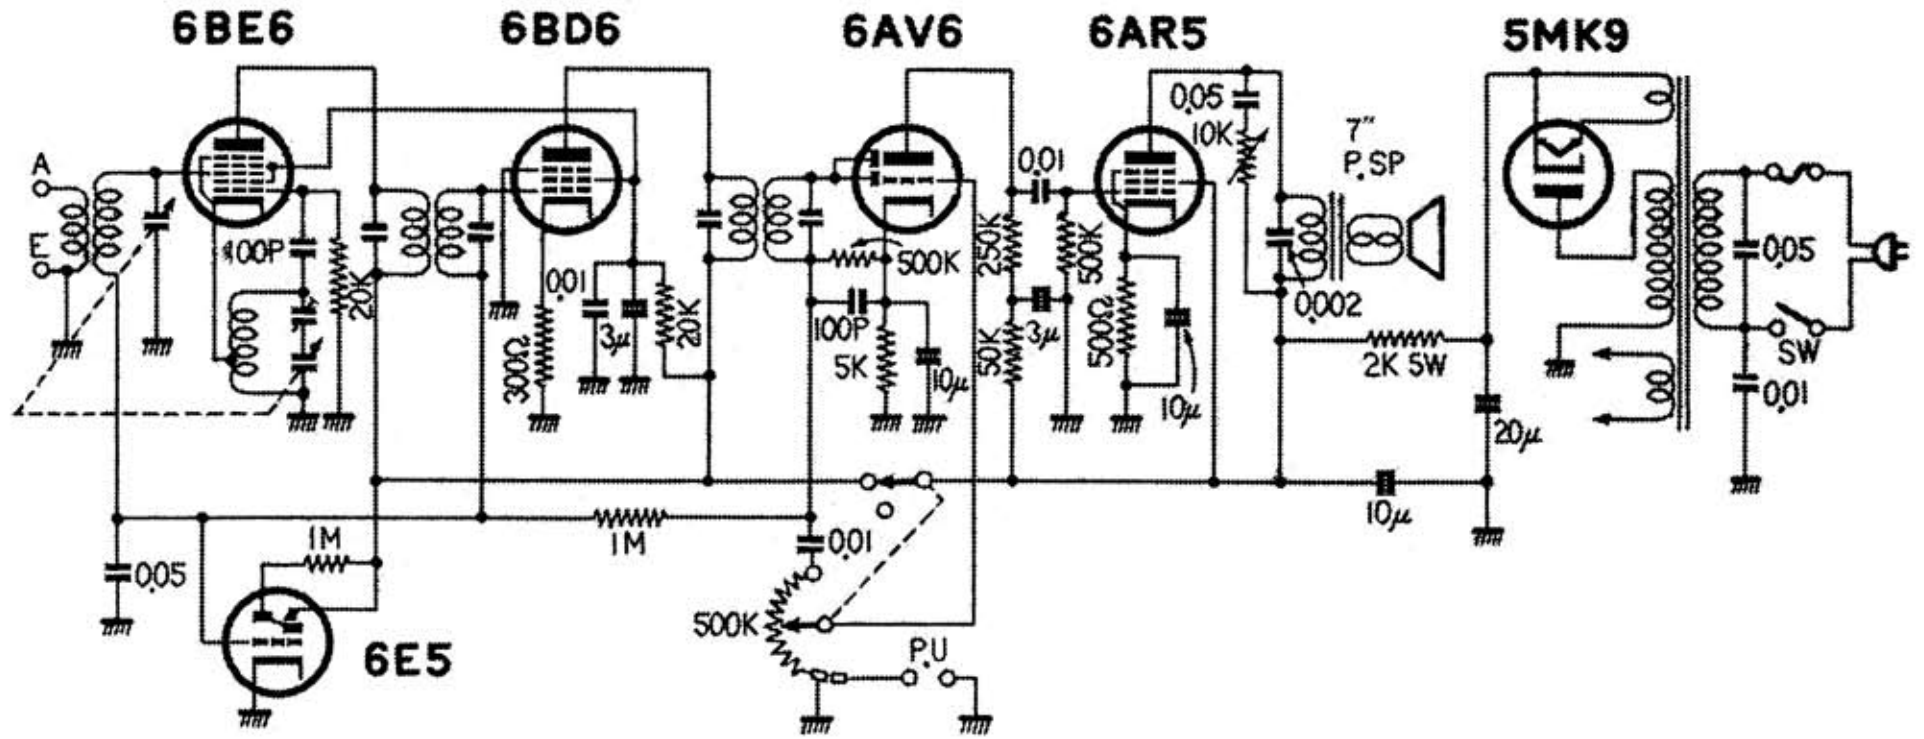 6BE6
6BD6
6AV6
6AR5
5MK9
A
E
100P
20K
300Ω
0.01
3μ
20K
500K
100P
5K
10μ
250K
50K
0.01
500K
3μ
500Ω
10μ
0.05
10K
7"
P.SP
0.002
2K 5W
20μ
10μ
0.05
SW
0.01
0.05
1M
6E5
1M
0.01
500K
P.U